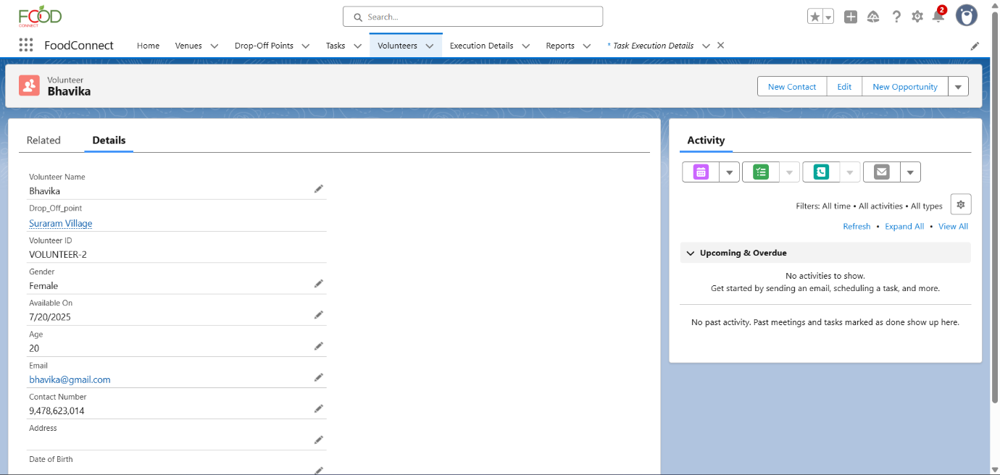 FOOD
CONNECT
Search...
2
FoodConnect
Home
Venues
Drop-Off Points
Tasks
Volunteers
Execution Details
Reports
* Task Execution Details
Volunteer
Bhavika
New Contact
Edit
New Opportunity
Related
Details
Volunteer Name
Bhavika
Drop_Off_point
Suraram Village
Volunteer ID
VOLUNTEER-2
Gender
Female
Available On
7/20/2025
Age
20
Email
bhavika@gmail.com
Contact Number
9,478,623,014
Address
Date of Birth
Activity
Filters: All time • All activities • All types
Refresh • Expand All • View All
Upcoming & Overdue
No activities to show.
Get started by sending an email, scheduling a task, and more.
No past activity. Past meetings and tasks marked as done show up here.